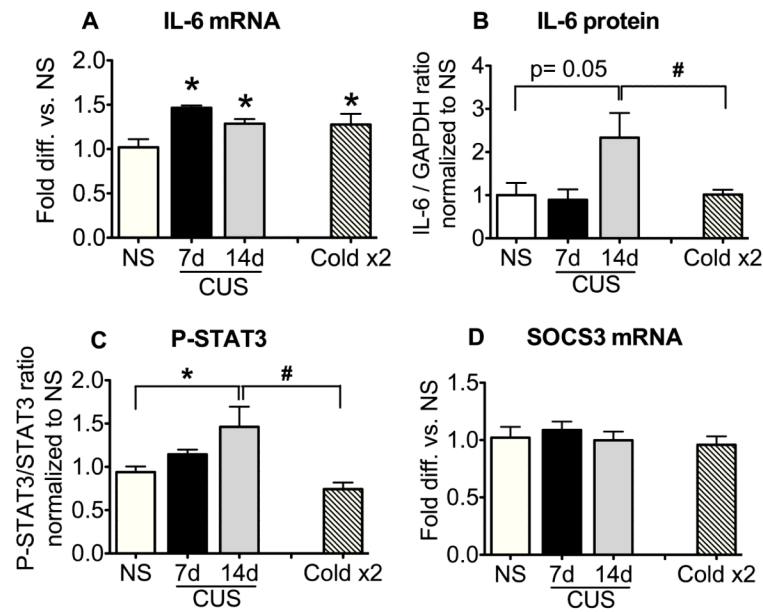 A IL-6 mRNA
Fold diff. vs. NS
2.0
1.5
1.0
0.5
0.0
* * *
NS 7d 14d Cold x2
CUS
B IL-6 protein
IL-6 / GAPDH ratio
normalized to NS
4
3
2
1
0
p= 0.05 #
NS 7d 14d Cold x2
CUS
C P-STAT3
P-STAT3/STAT3 ratio
normalized to NS
2.0
1.5
1.0
0.5
0.0
* #
NS 7d 14d Cold x2
CUS
D SOCS3 mRNA
Fold diff. vs. NS
1.5
1.0
0.5
0.0
NS 7d 14d Cold x2
CUS